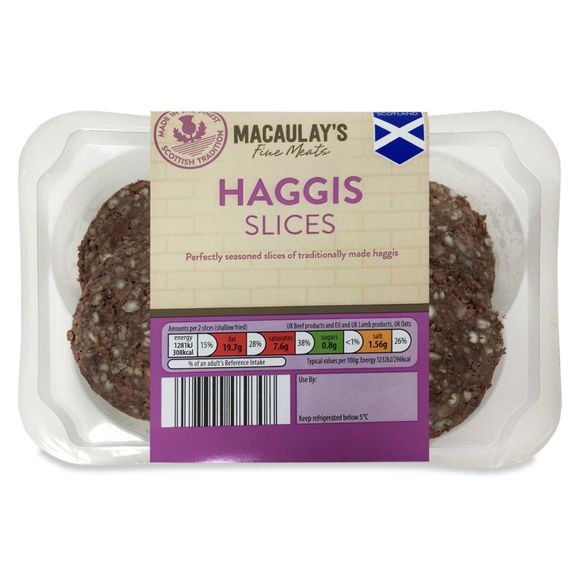 MADE IN THE FINEST
SCOTTISH TRADITION
MACAULAY'S
Fine Meats
SCOTLAND
HAGGIS
SLICES
Perfectly seasoned slices of traditionally made haggis
Amounts per 2 slices (shallow fried)
UK Beef products and EU and UK Lamb products, UK Oats
energy
1281kJ
308kcal
15%
fat
19.7g
28%
saturates
7.6g
38%
sugars
0.8g
<1%
salt
1.56g
26%
% of an adult's Reference Intake
Typical values per 100g: Energy 1232kJ/296kcal
Use By:
Keep refrigerated below 5°C